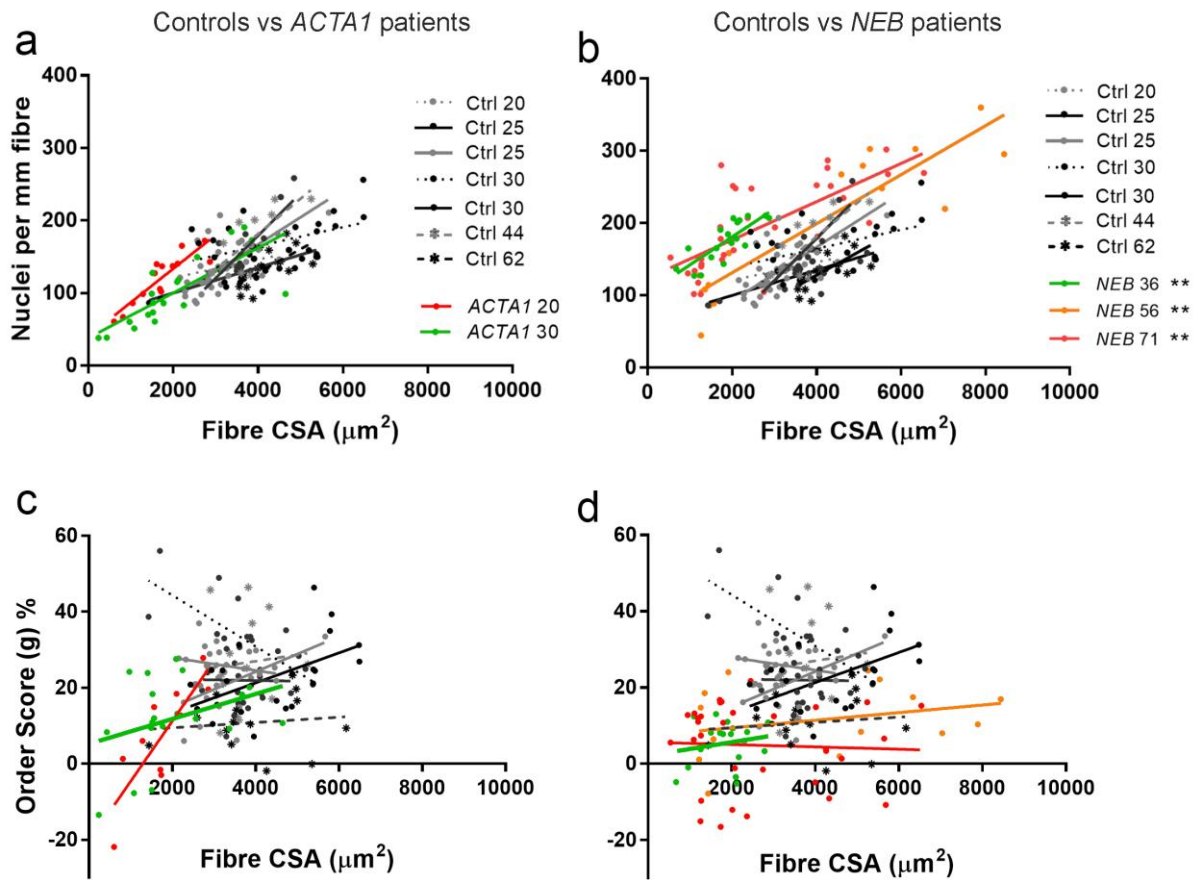 Controls vs ACTA1 patients
Controls vs NEB patients
a
b
Nuclei per mm fibre
400
300
200
100
0
Ctrl 20
Ctrl 25
Ctrl 25
Ctrl 30
Ctrl 30
Ctrl 44
Ctrl 62
ACTA1 20
ACTA1 30
0 2000 4000 6000 8000 10000
Fibre CSA (μm²)
400
300
200
100
0
Ctrl 20
Ctrl 25
Ctrl 25
Ctrl 30
Ctrl 30
Ctrl 44
Ctrl 62
NEB 36 **
NEB 56 **
NEB 71 **
0 2000 4000 6000 8000 10000
Fibre CSA (μm²)
c
d
Order Score (g) %
60
40
20
0
-20
2000 4000 6000 8000 10000
Fibre CSA (μm²)
60
40
20
0
-20
2000 4000 6000 8000 10000
Fibre CSA (μm²)